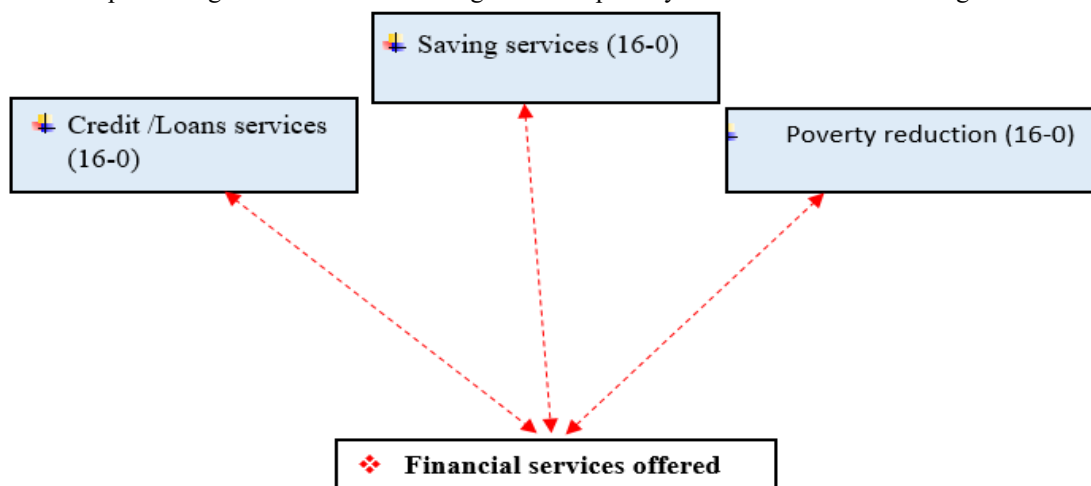 Saving services (16-0)
Credit /Loans services
(16-0)
Poverty reduction (16-0)
Financial services offered